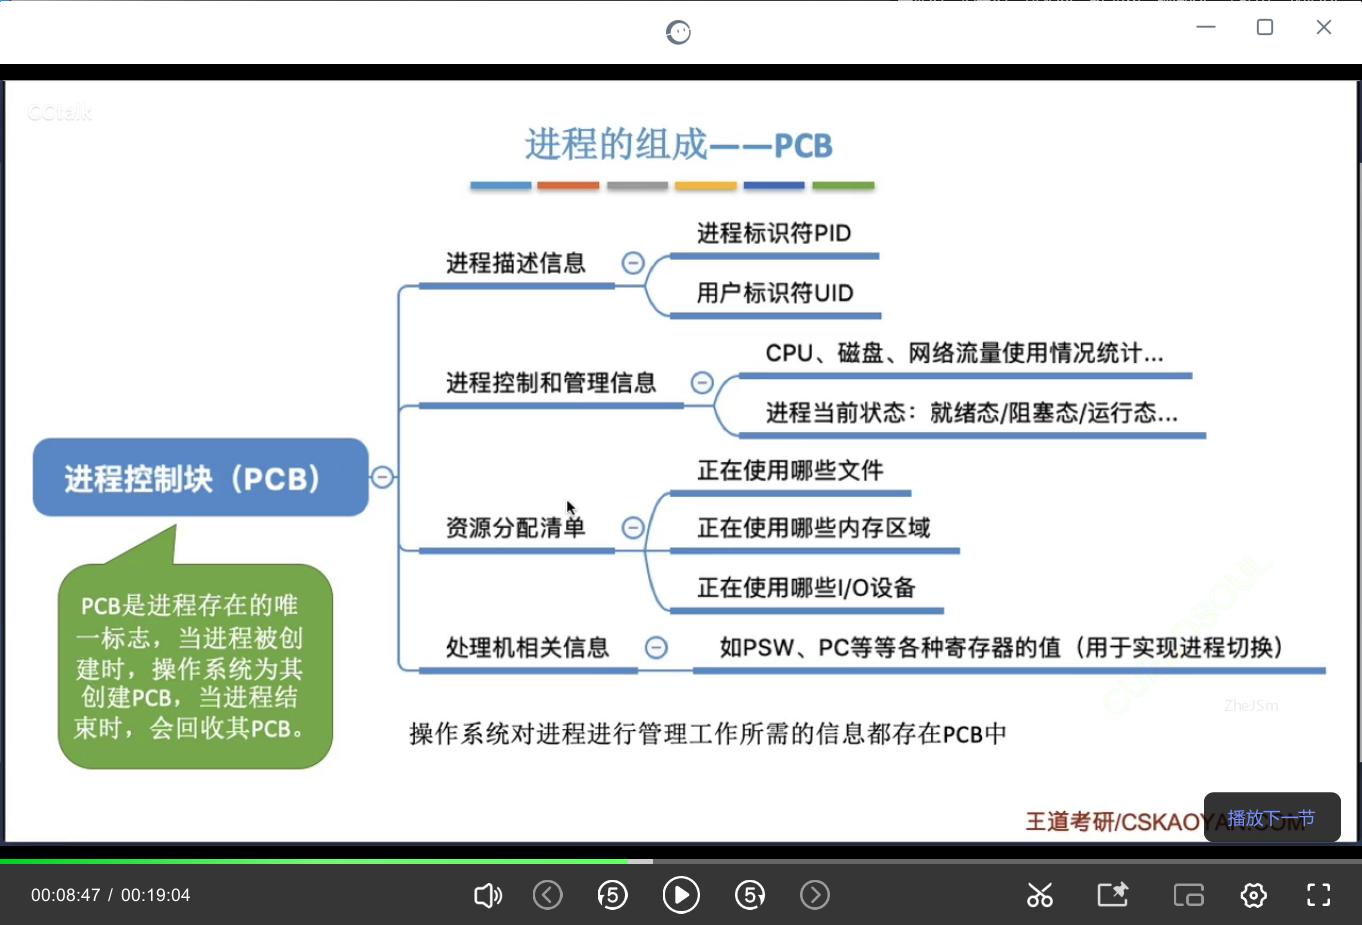 CCtalk
进程的组成——PCB
进程描述信息
进程标识符PID
用户标识符UID
进程控制和管理信息
CPU、磁盘、网络流量使用情况统计...
进程当前状态：就绪态/阻塞态/运行态...
进程控制块（PCB）
资源分配清单
正在使用哪些文件
正在使用哪些内存区域
正在使用哪些I/O设备
处理机相关信息
如PSW、PC等等各种寄存器的值（用于实现进程切换）
PCB是进程存在的唯
一标志，当进程被创
建时，操作系统为其
创建PCB，当进程结
束时，会回收其PCB。
操作系统对进程进行管理工作所需的信息都存在PCB中
ZheJSm
王道考研/CSKAOYAN.COM
播放下一节
00:08:47 / 00:19:04
5
5